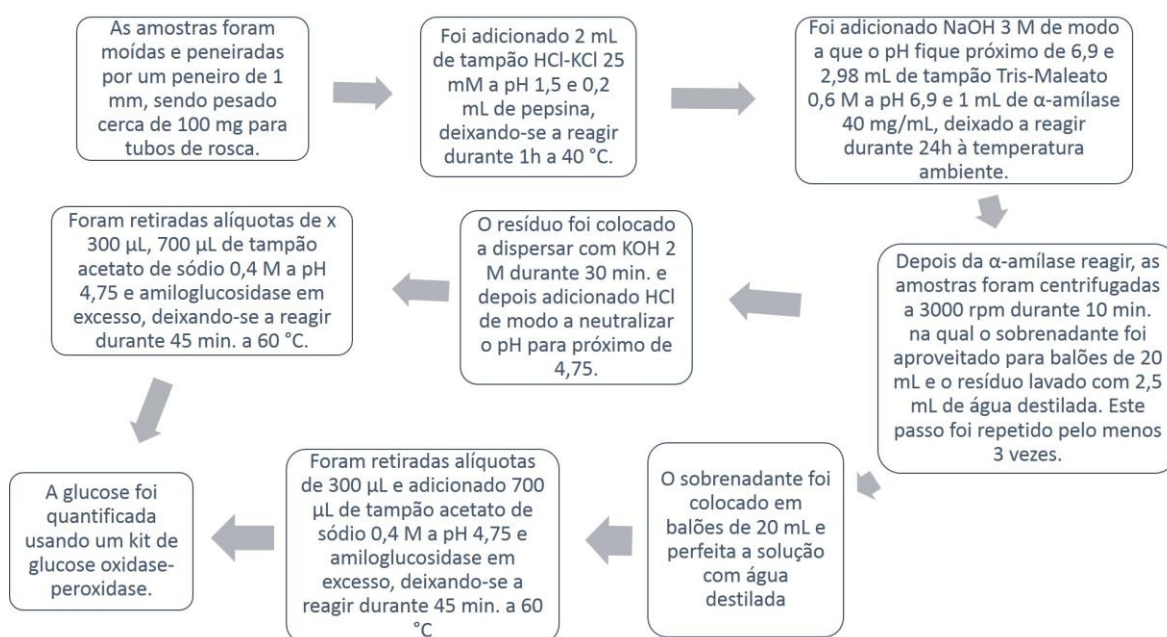 As amostras foram
moídas e peneiradas
por um peneiro de 1
mm, sendo pesado
cerca de 100 mg para
tubos de rosca.
Foi adicionado 2 mL
de tampão HCl-KCl 25
mM a pH 1,5 e 0,2
mL de pepsina,
deixando-se a reagir
durante 1h a 40 °C.
Foi adicionado NaOH 3 M de modo
a que o pH fique próximo de 6,9 e
2,98 mL de tampão Tris-Maleato
0,6 M a pH 6,9 e 1 mL de α-amílase
40 mg/mL, deixado a reagir
durante 24h à temperatura
ambiente.
Depois da α-amílase reagir, as
amostras foram centrifugadas
a 3000 rpm durante 10 min.
na qual o sobrenadante foi
aproveitado para balões de 20
mL e o resíduo lavado com 2,5
mL de água destilada. Este
passo foi repetido pelo menos
3 vezes.
O resíduo foi colocado
a dispersar com KOH 2
M durante 30 min. e
depois adicionado HCl
de modo a neutralizar
o pH para próximo de
4,75.
Foram retiradas alíquotas de x
300 µL, 700 µL de tampão
acetato de sódio 0,4 M a pH
4,75 e amiloglucosidase em
excesso, deixando-se a reagir
durante 45 min. a 60 °C.
O sobrenadante foi
colocado em
balões de 20 mL e
perfeita a solução
com água
destilada
Foram retiradas alíquotas
de 300 µL e adicionado 700
µL de tampão acetato de
sódio 0,4 M a pH 4,75 e
amiloglucosidase em
excesso, deixando-se a
reagir durante 45 min. a 60
°C
A glucose foi
quantificada
usando um kit de
glucose oxidase-
peroxidase.